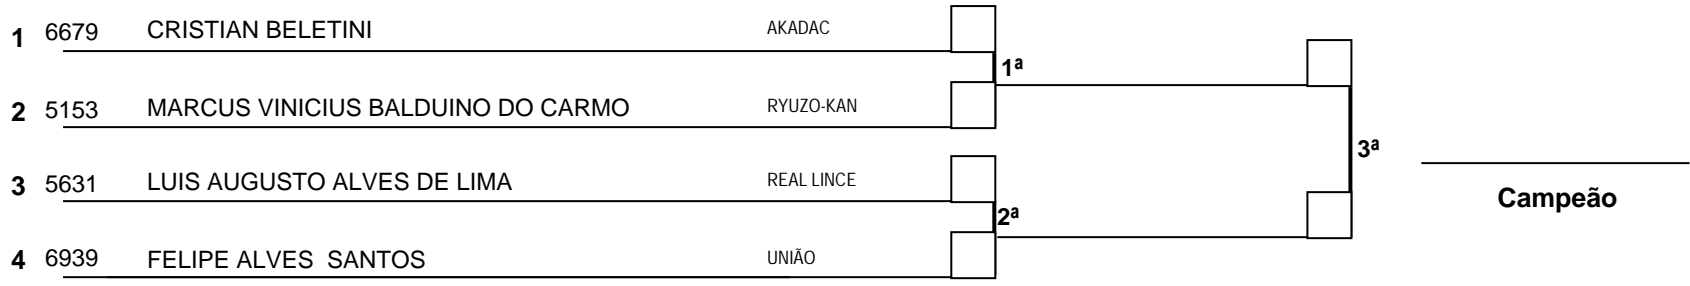 1 6679 CRISTIAN BELETINI AKADAC
1ª
2 5153 MARCUS VINICIUS BALDUINO DO CARMO RYUZO-KAN
3ª
3 5631 LUIS AUGUSTO ALVES DE LIMA REAL LINCE
Campeão
2ª
4 6939 FELIPE ALVES SANTOS UNIÃO